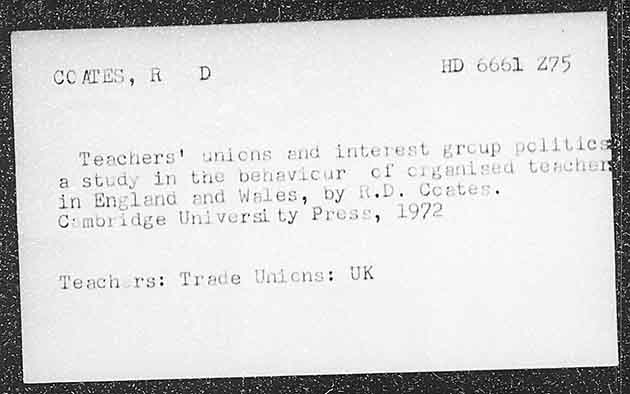 COATES, R D
HD 6661 Z75
Teachers' unions and interest group politics
a study in the behaviour of organised teachers
in England and Wales, by R.D. Coates.
Cambridge University Press, 1972
Teachers: Trade Unions: UK